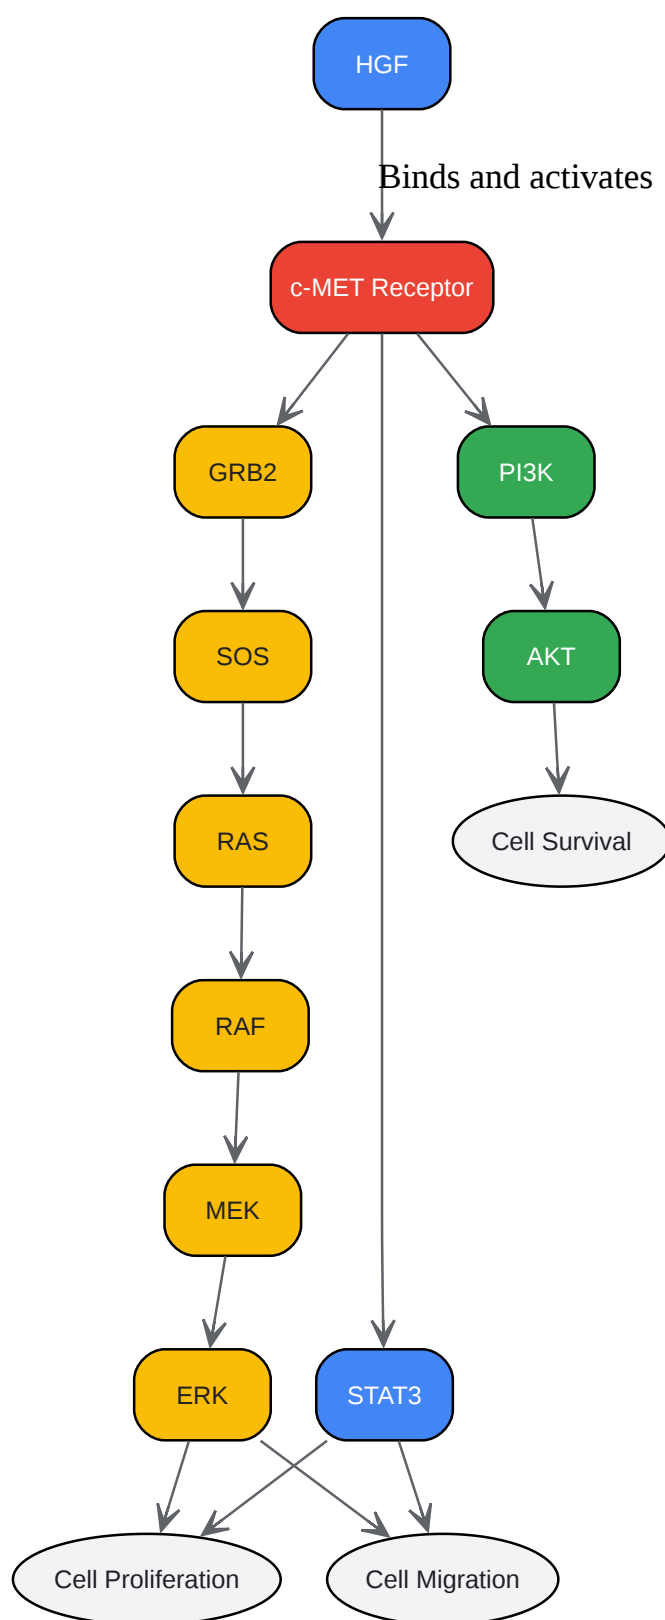 HGF
Binds and activates
c-MET Receptor
GRB2
PI3K
SOS
AKT
RAS
Cell Survival
RAF
MEK
ERK
STAT3
Cell Proliferation
Cell Migration